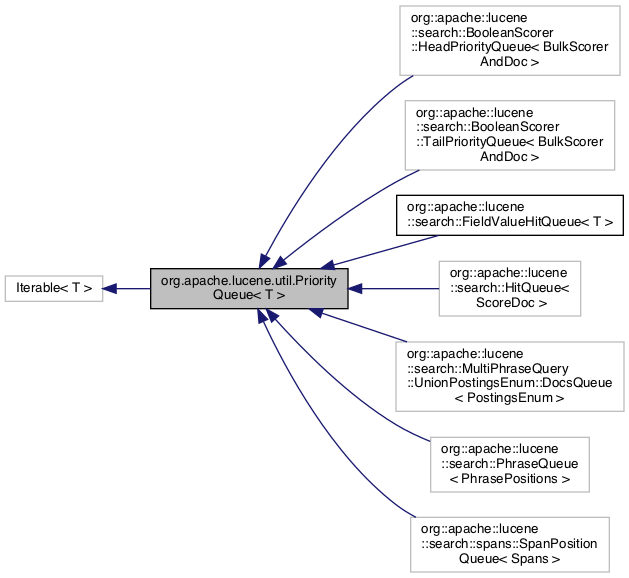 org::apache::lucene
::search::BooleanScorer
::HeadPriorityQueue< BulkScorer
AndDoc >
org::apache::lucene
::search::BooleanScorer
::TailPriorityQueue< BulkScorer
AndDoc >
org::apache::lucene
::search::FieldValueHitQueue< T >
Iterable< T >
org.apache.lucene.util.Priority
Queue< T >
org::apache::lucene
::search::HitQueue<
ScoreDoc >
org::apache::lucene
::search::MultiPhraseQuery
::UnionPostingsEnum::DocsQueue
< PostingsEnum >
org::apache::lucene
::search::PhraseQueue
< PhrasePositions >
org::apache::lucene
::search::spans::SpanPosition
Queue< Spans >